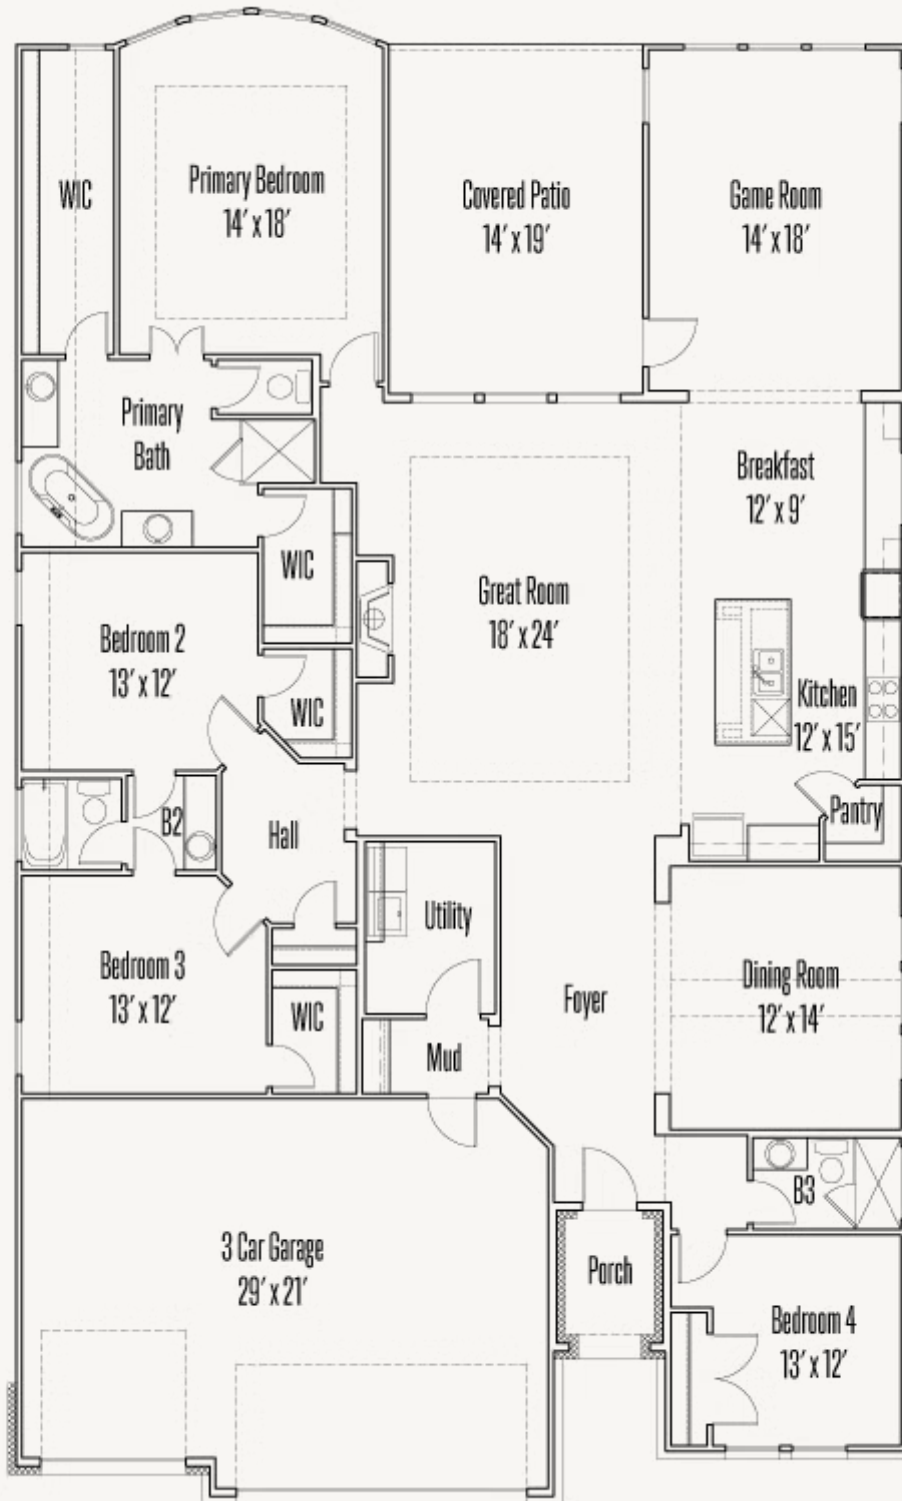 WIC
Primary Bedroom
14′ x 18′
Covered Patio
14′ x 19′
Game Room
14′ x 18′
Primary
Bath
Breakfast
12′ x 9′
WIC
Great Room
18′ x 24′
Bedroom 2
13′ x 12′
WIC
Kitchen
12′ x 15′
Pantry
B2
Hall
Utility
Bedroom 3
13′ x 12′
WIC
Foyer
Dining Room
12′ x 14′
Mud
B3
3 Car Garage
29′ x 21′
Porch
Bedroom 4
13′ x 12′